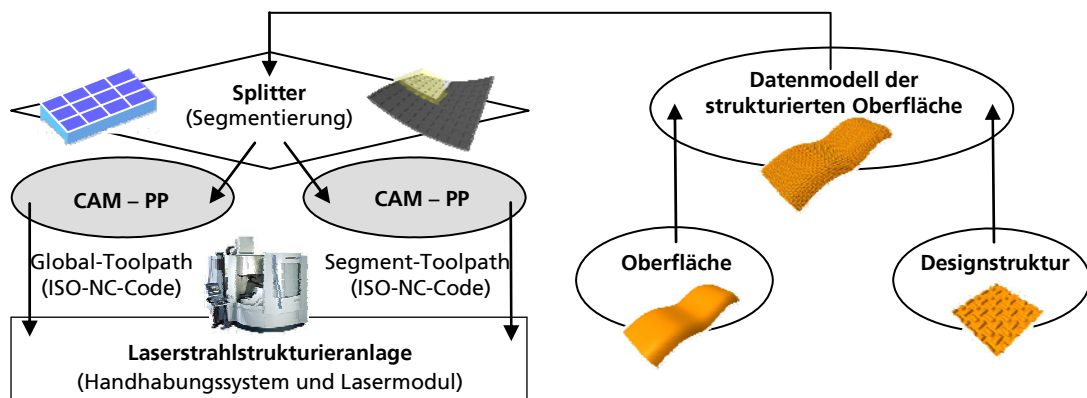 Splitter
(Segmentierung)
CAM – PP
CAM – PP
Global-Toolpath
(ISO-NC-Code)
Segment-Toolpath
(ISO-NC-Code)
Laserstrahlstrukturieranlage
(Handhabungssystem und Lasermodul)
Datenmodell der
strukturierten Oberfläche
Oberfläche
Designstruktur